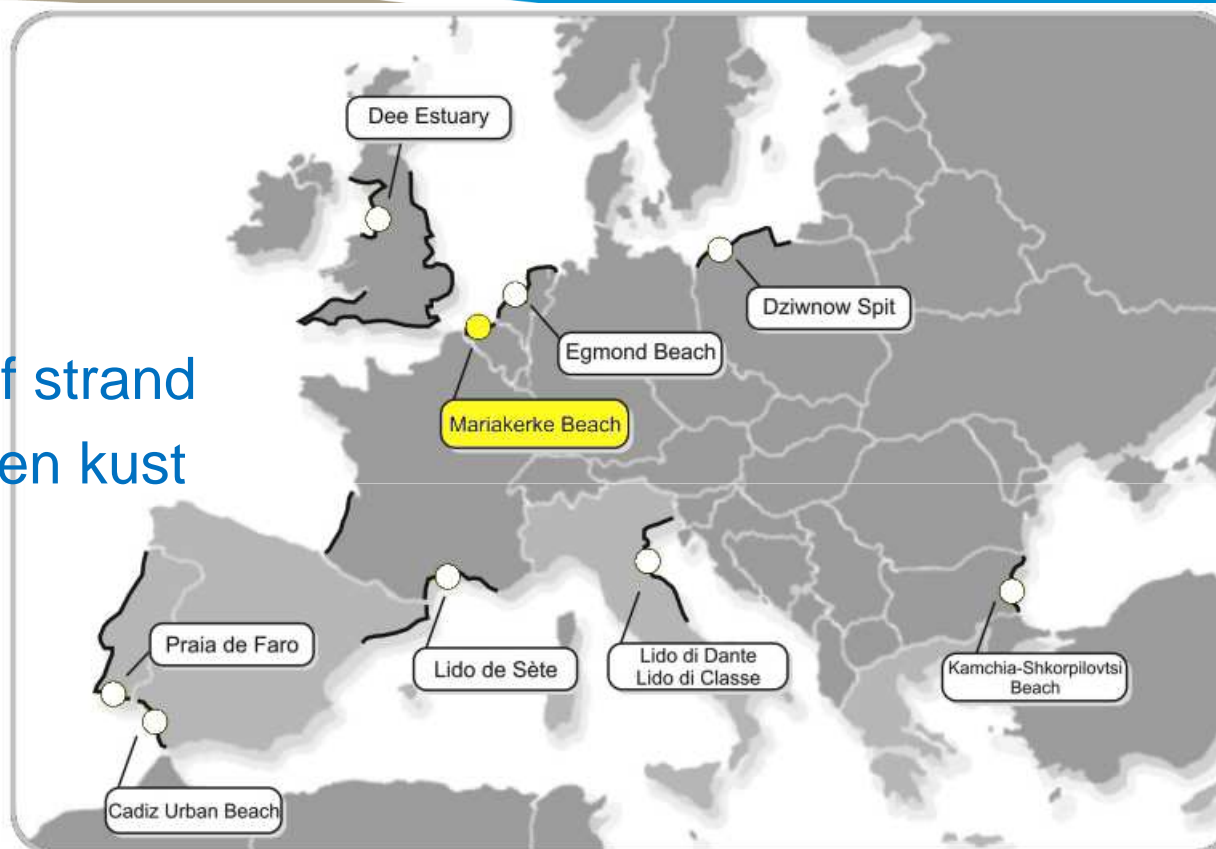 Dee Estuary
Dziwnow Spit
Egmond Beach
f strand
Mariakerke Beach
en kust
Praia de Faro
Lido de Sète
Lido di Dante
Lido di Classe
Kamchia-Shkorpilovtsi
Beach
Cadiz Urban Beach